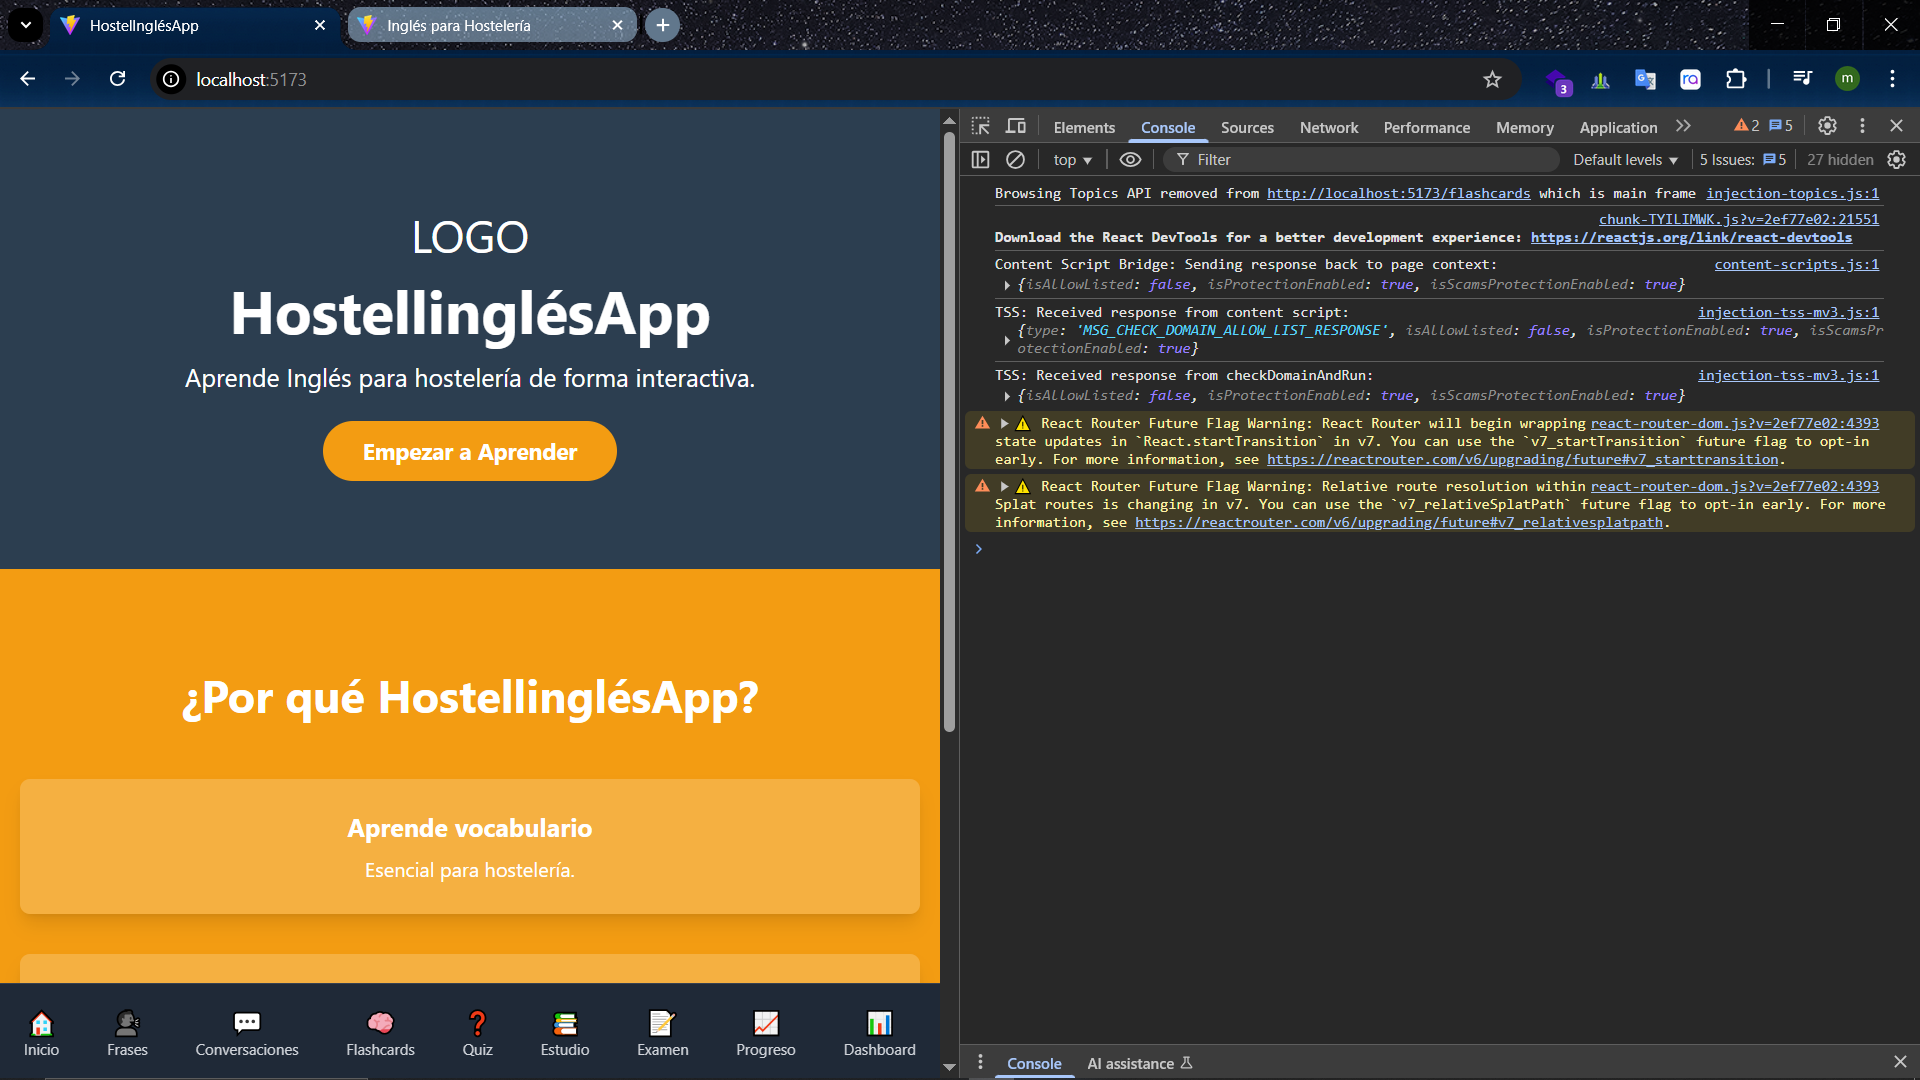 HostelInglésApp
Inglés para Hostelería
localhost:5173
3
m
LOGO
HostellinglésApp
Aprende Inglés para hostelería de forma interactiva.
Empezar a Aprender
¿Por qué HostellinglésApp?
Aprende vocabulario
Esencial para hostelería.
Inicio
Frases
Conversaciones
Flashcards
Quiz
Estudio
Examen
Progreso
Dashboard
Elements Console Sources Network Performance Memory Application 2 5
top Filter Default levels 5 Issues: 5 27 hidden
Browsing Topics API removed from http://localhost:5173/flashcards which is main frame injection-topics.js:1
chunk-TYILIMWK.js?v=2ef77e02:21551
Download the React DevTools for a better development experience: https://reactjs.org/link/react-devtools
Content Script Bridge: Sending response back to page context: content-scripts.js:1
{isAllowListed: false, isProtectionEnabled: true, isScamsProtectionEnabled: true}
TSS: Received response from content script: injection-tss-mv3.js:1
{type: 'MSG_CHECK_DOMAIN_ALLOW_LIST_RESPONSE', isAllowListed: false, isProtectionEnabled: true, isScamsPr
otectionEnabled: true}
TSS: Received response from checkDomainAndRun: injection-tss-mv3.js:1
{isAllowListed: false, isProtectionEnabled: true, isScamsProtectionEnabled: true}
React Router Future Flag Warning: React Router will begin wrapping react-router-dom.js?v=2ef77e02:4393
state updates in `React.startTransition` in v7. You can use the `v7_startTransition` future flag to opt-in
early. For more information, see https://reactrouter.com/v6/upgrading/future#v7_starttransition.
React Router Future Flag Warning: Relative route resolution within react-router-dom.js?v=2ef77e02:4393
Splat routes is changing in v7. You can use the `v7_relativeSplatPath` future flag to opt-in early. For more
information, see https://reactrouter.com/v6/upgrading/future#v7_relativesplatpath.
Console AI assistance